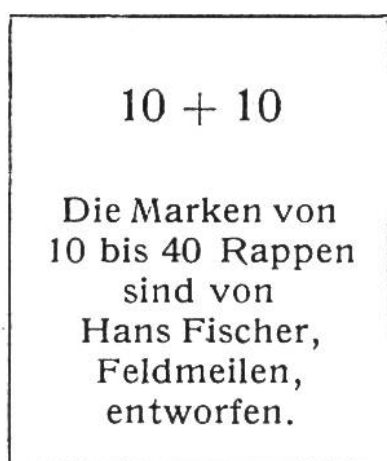 10 + 10
Die Marken von
10 bis 40 Rappen
sind von
Hans Fischer,
Feldmeilen,
entworfen.